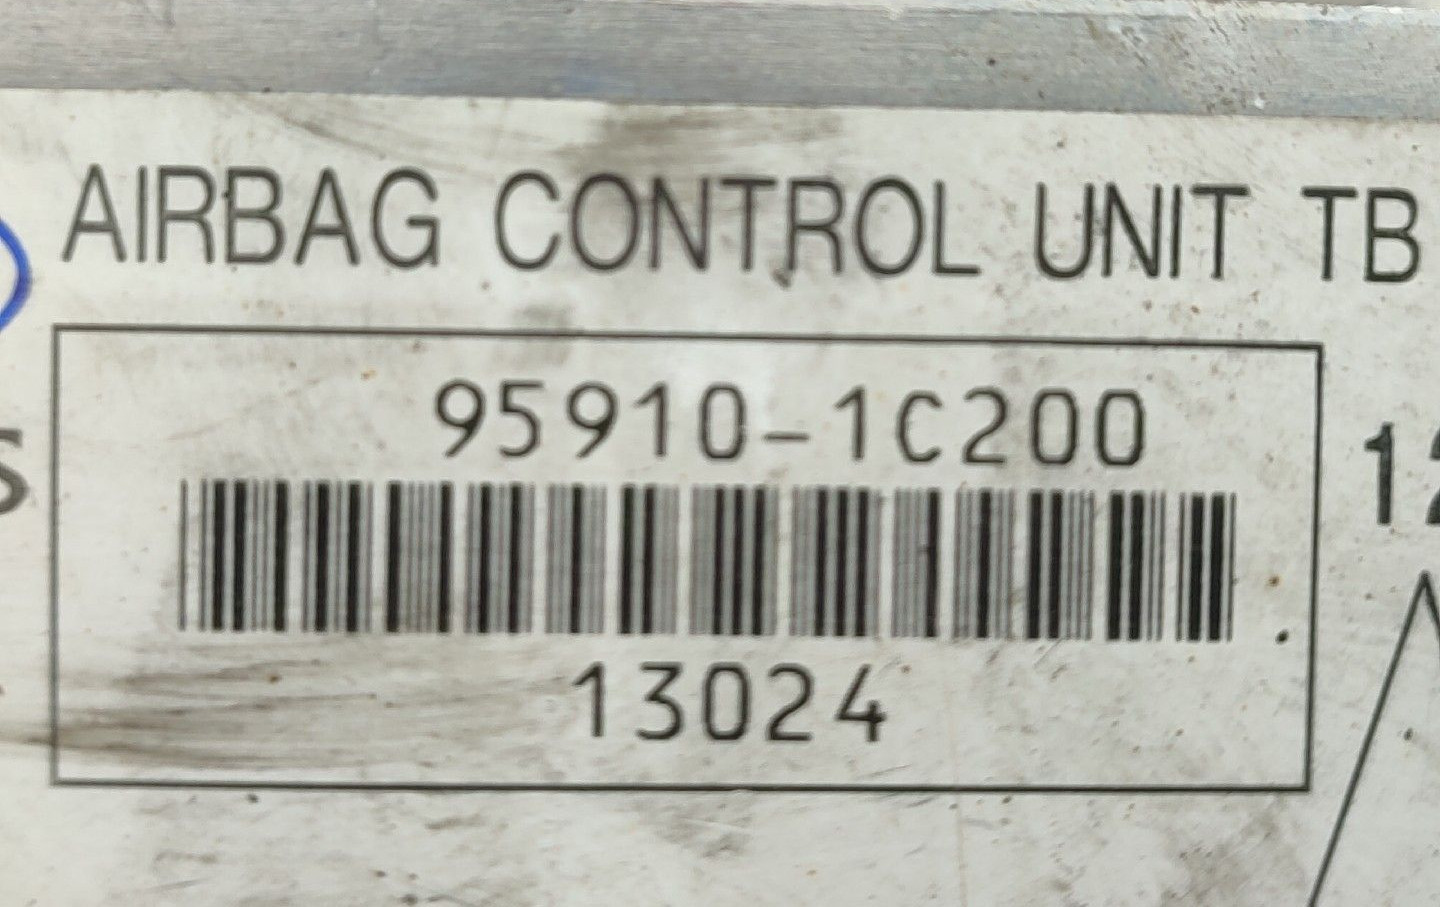 AIRBAG CONTROL UNIT TB
95910-1C200
S
13024